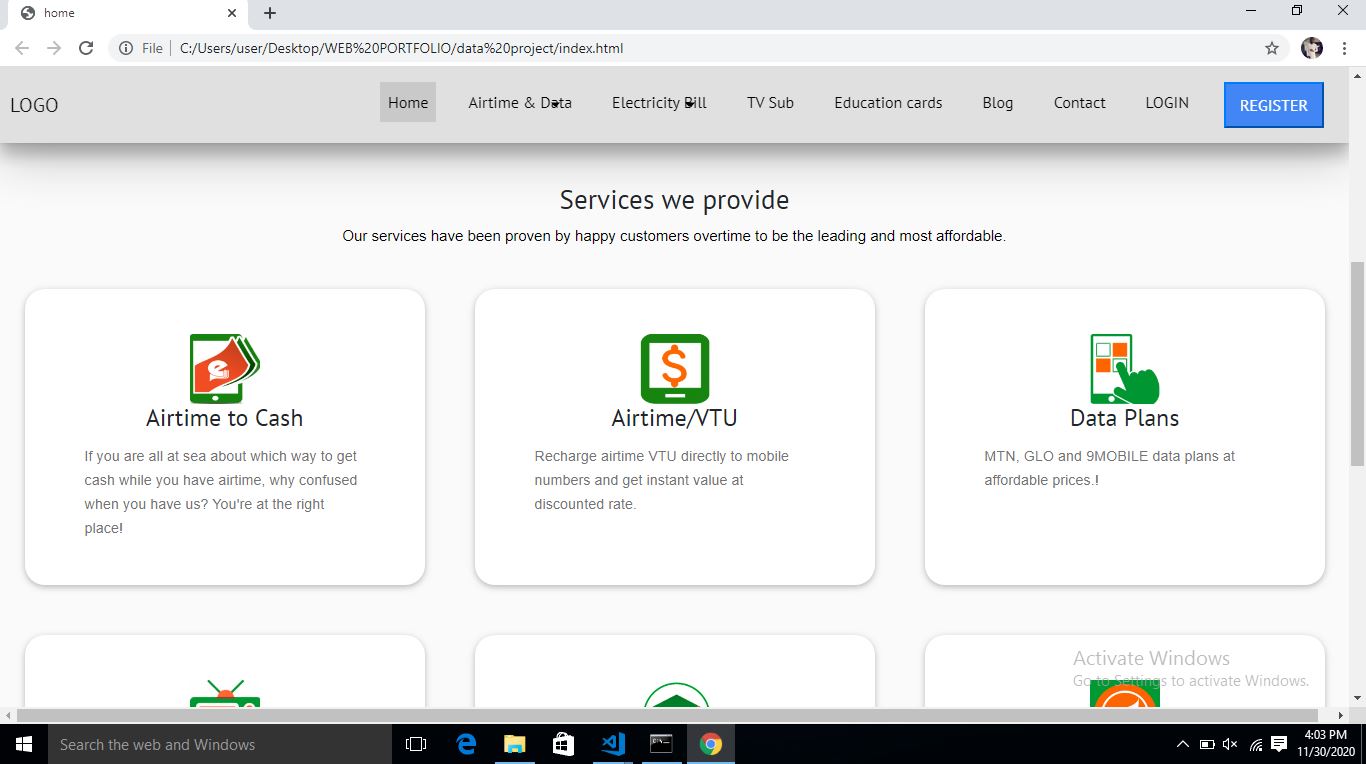 home
File
C:/Users/user/Desktop/WEB%20PORTFOLIO/data%20project/index.html
LOGO
Home
Airtime & Data
Electricity Bill
TV Sub
Education cards
Blog
Contact
LOGIN
REGISTER
Services we provide
Our services have been proven by happy customers overtime to be the leading and most affordable.
Airtime to Cash
If you are all at sea about which way to get
cash while you have airtime, why confused
when you have us? You're at the right
place!
Airtime/VTU
Recharge airtime VTU directly to mobile
numbers and get instant value at
discounted rate.
Data Plans
MTN, GLO and 9MOBILE data plans at
affordable prices.!
Activate Windows
Go to Settings to activate Windows.
Search the web and Windows
4:03 PM
11/30/2020